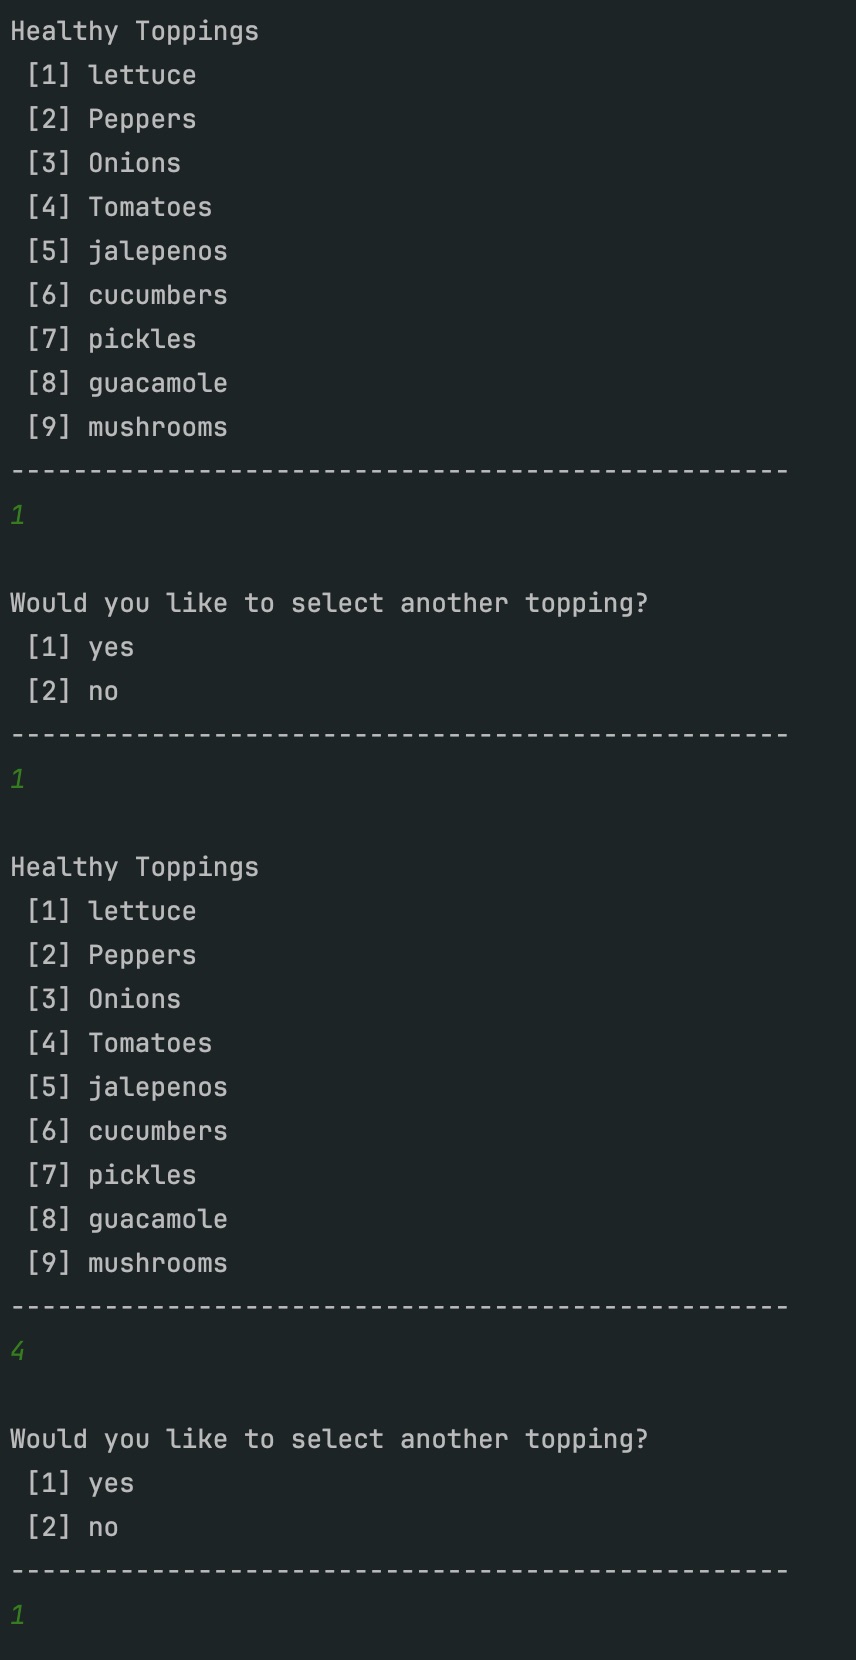 Healthy Toppings
[1] lettuce
[2] Peppers
[3] Onions
[4] Tomatoes
[5] jalepenos
[6] cucumbers
[7] pickles
[8] guacamole
[9] mushrooms
--------------------------------------------------
1
Would you like to select another topping?
[1] yes
[2] no
--------------------------------------------------
1
Healthy Toppings
[1] lettuce
[2] Peppers
[3] Onions
[4] Tomatoes
[5] jalepenos
[6] cucumbers
[7] pickles
[8] guacamole
[9] mushrooms
--------------------------------------------------
4
Would you like to select another topping?
[1] yes
[2] no
--------------------------------------------------
1